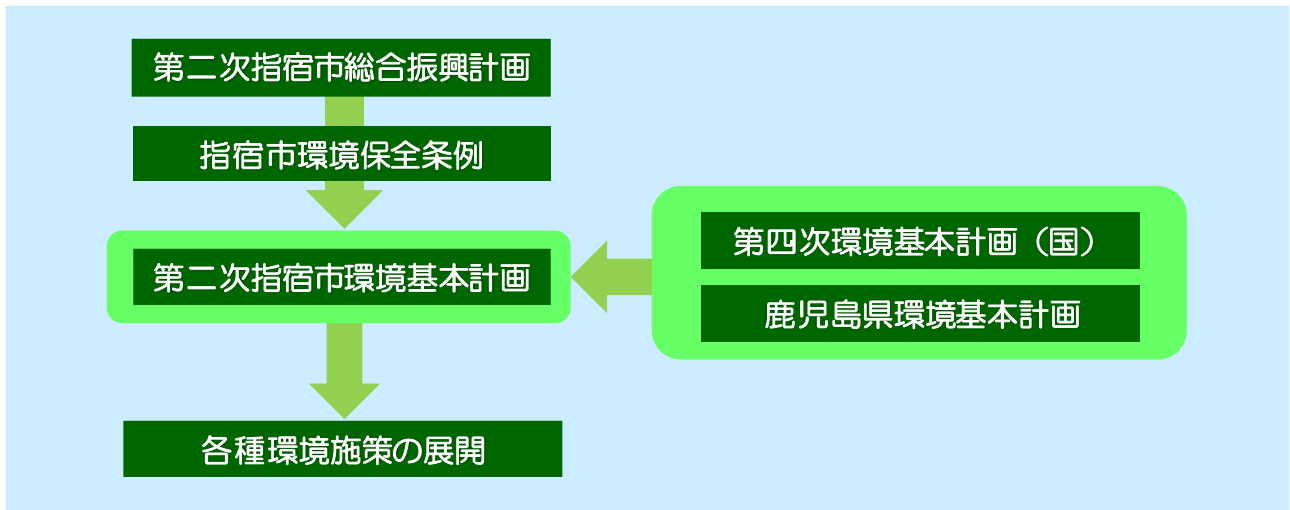 第二次指宿市総合振興計画
指宿市環境保全条例
第二次指宿市環境基本計画
第四次環境基本計画（国）
鹿児島県環境基本計画
各種環境施策の展開